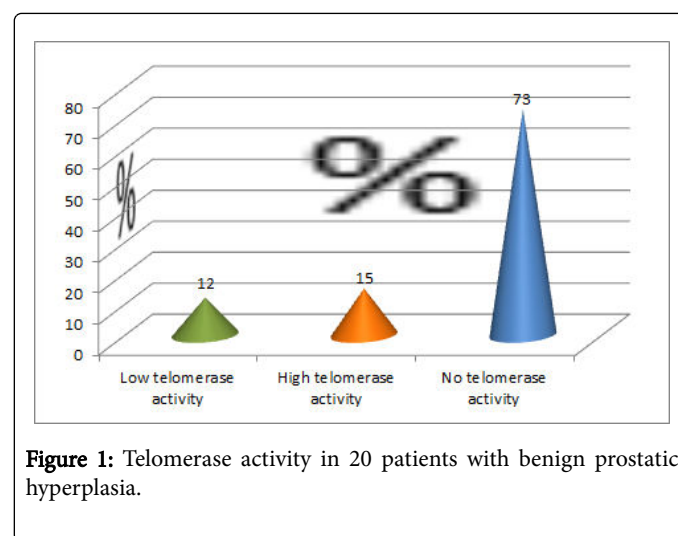 80
70
60
50
40
30
20
10
0
%
%
12
15
73
Low telomerase
activity
High telomerase
activity
No telomerase
activity
Figure 1: Telomerase activity in 20 patients with benign prostatic
hyperplasia.